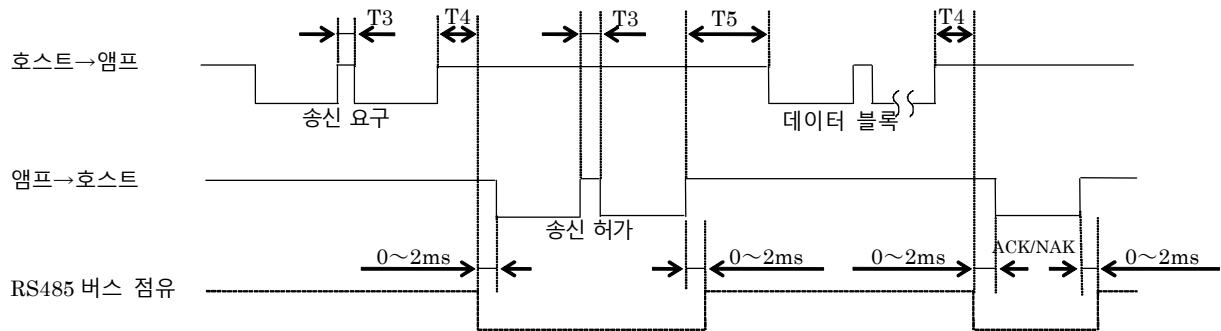 T3 T4 T3 T5 T4
호스트→앰프
송신 요구
데이터 블록
앰프→호스트
송신 허가
ACK/NAK
0～2ms 0～2ms 0～2ms 0～2ms
RS485 버스 점유